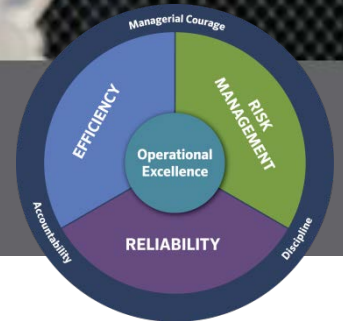 Managerial Courage
EFFICIENCY
RISK
MANAGEMENT
Operational
Excellence
RELIABILITY
Accountability
Discipline